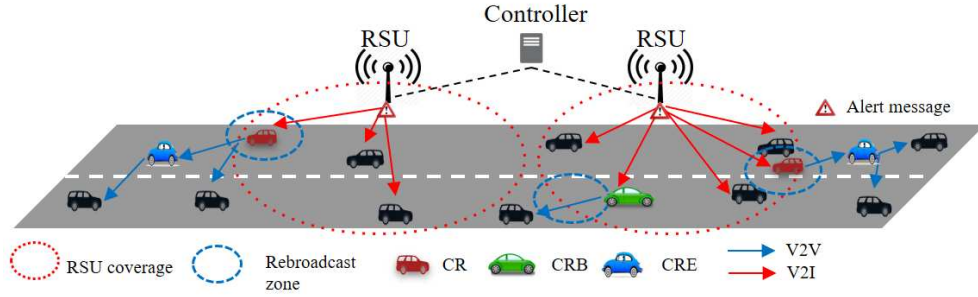 Controller
RSU
RSU
Alert message
RSU coverage
Rebroadcast
zone
CR
CRB
CRE
V2V
V2I